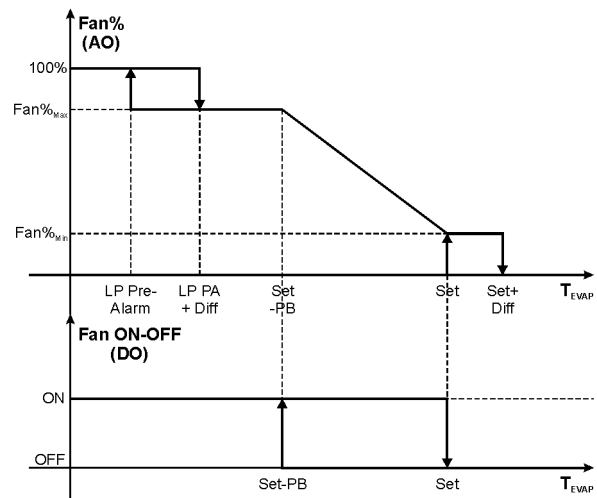 Fan%
(AO)
100%
Fan%Max
Fan%Min
LP Pre-
Alarm
LP PA
+ Diff
Set
-PB
Set
Set+
Diff
TEVAP
Fan ON-OFF
(DO)
ON
OFF
Set-PB
Set
TEVAP